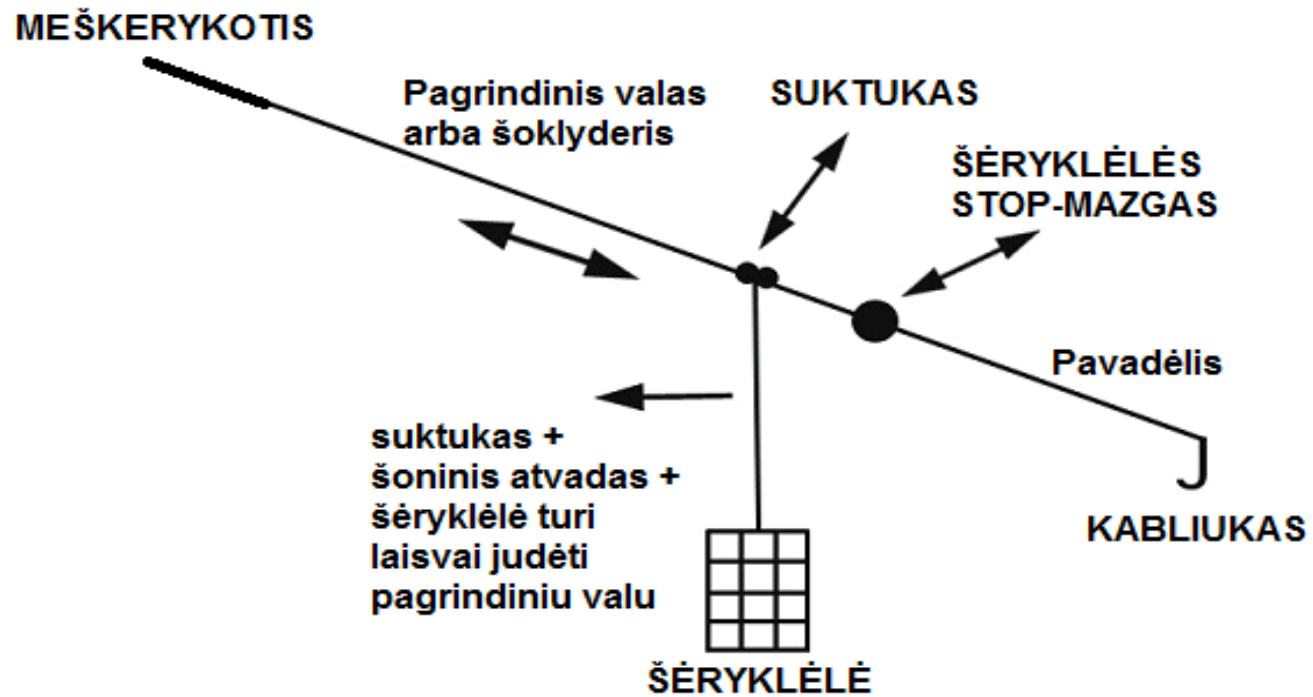 MEŠKERYKOTIS
Pagrindinis valas
arba šoklyderis
SUKTUKAS
ŠĖRYKLĖLĖS
STOP-MAZGAS
Pavadėlis
suktukas +
šoninis atvadas +
šėryklėlė turi
laisvai judėti
pagrindiniu valu
KABLIUKAS
ŠĖRYKLĖLĖ